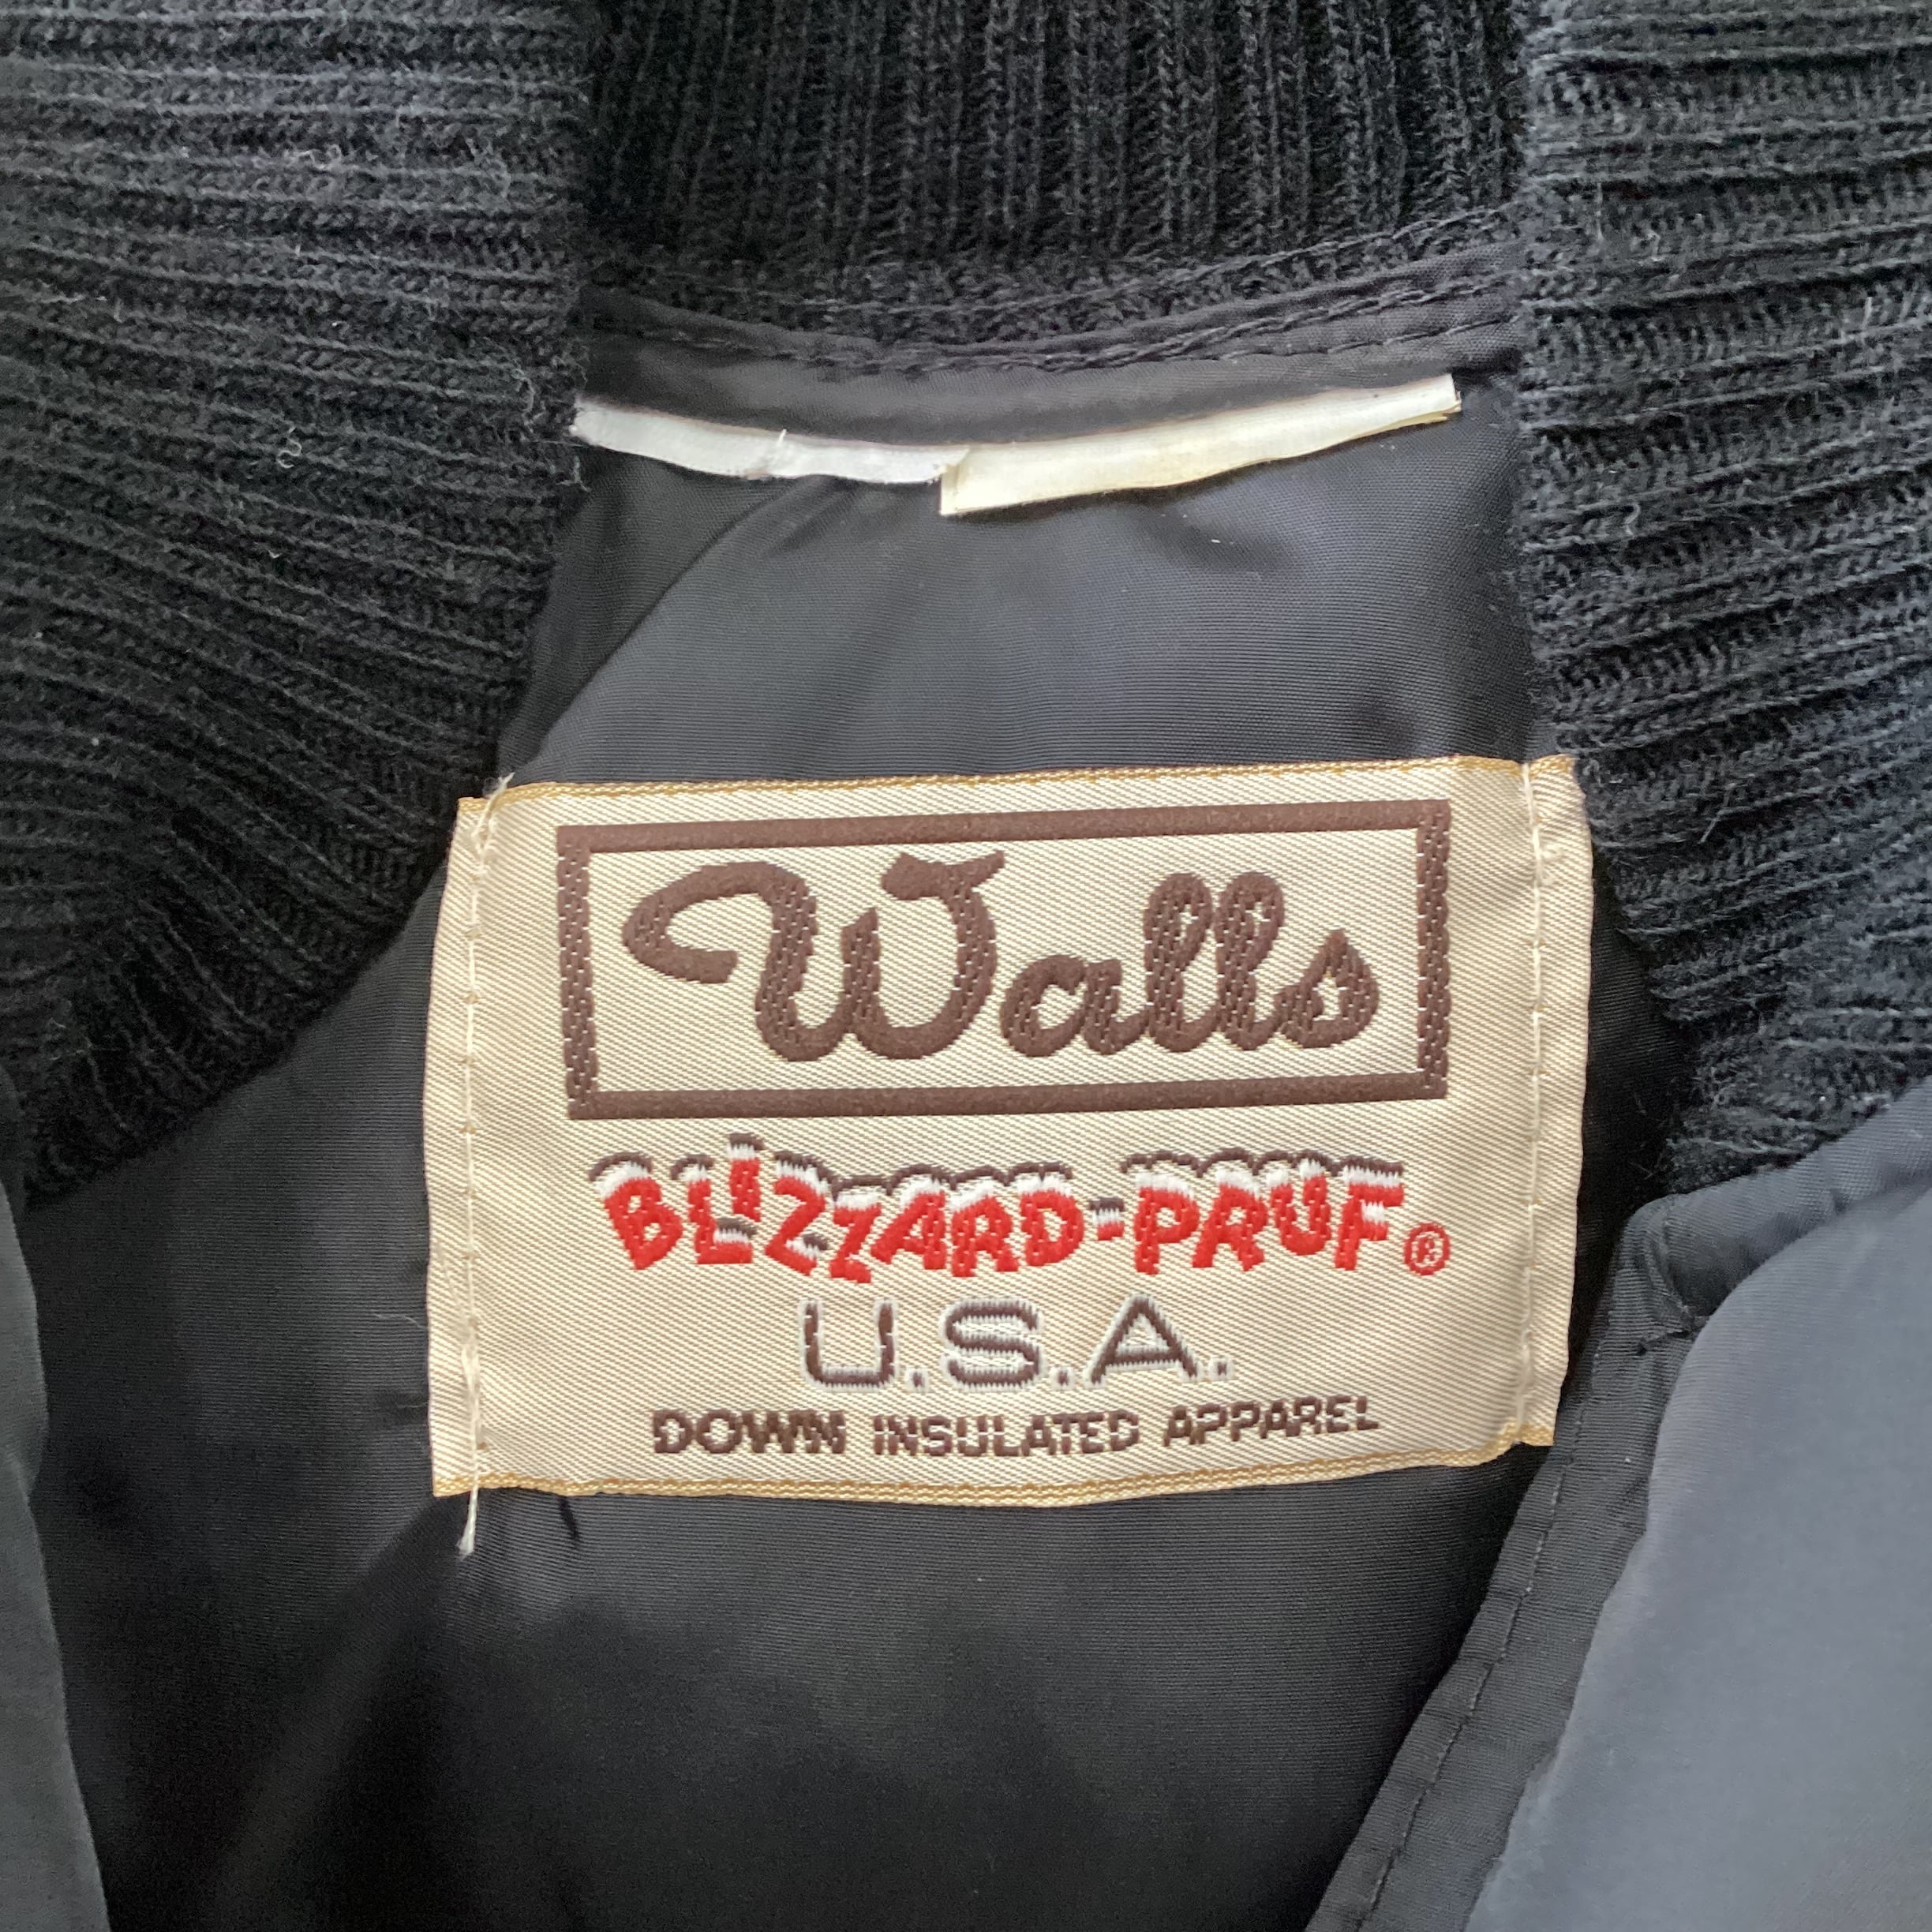 Walls
BLIZZARD-PRUF®
U.S.A.
DOWN INSULATED APPAREL